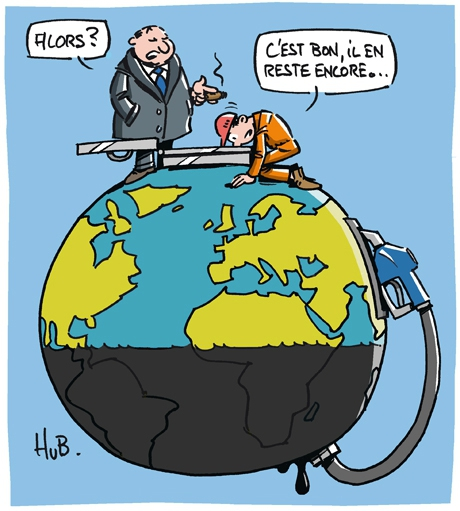 ALORS?
C'EST BON, IL EN
RESTE ENCORE...
HuB.